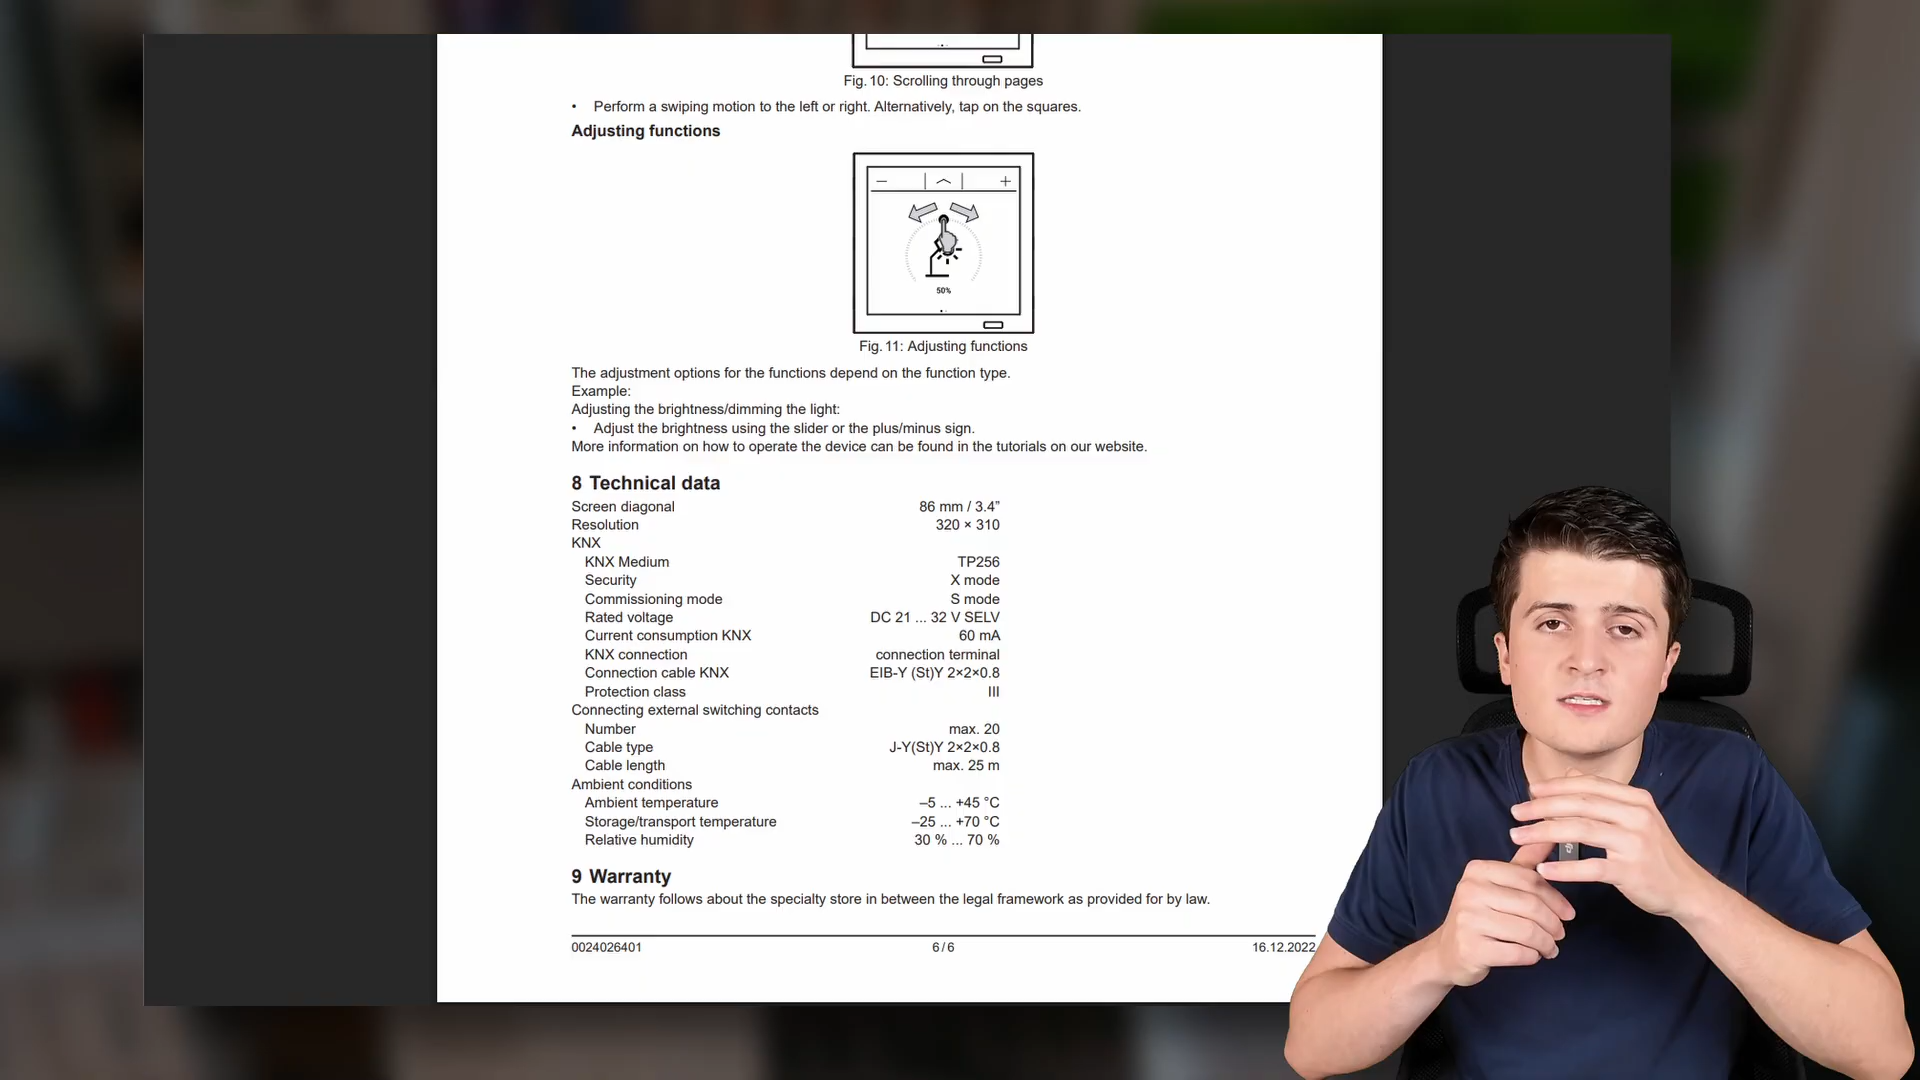 Fig. 10: Scrolling through pages
• Perform a swiping motion to the left or right. Alternatively, tap on the squares.
Adjusting functions
50%
Fig. 11: Adjusting functions
The adjustment options for the functions depend on the function type.
Example:
Adjusting the brightness/dimming the light:
• Adjust the brightness using the slider or the plus/minus sign.
More information on how to operate the device can be found in the tutorials on our website.
8 Technical data
Screen diagonal 86 mm / 3.4”
Resolution 320 × 310
KNX
KNX Medium TP256
Security X mode
Commissioning mode S mode
Rated voltage DC 21 ... 32 V SELV
Current consumption KNX 60 mA
KNX connection connection terminal
Connection cable KNX EIB-Y (St)Y 2×2×0.8
Protection class III
Connecting external switching contacts
Number max. 20
Cable type J-Y(St)Y 2×2×0.8
Cable length max. 25 m
Ambient conditions
Ambient temperature –5 ... +45 °C
Storage/transport temperature –25 ... +70 °C
Relative humidity 30 % ... 70 %
9 Warranty
The warranty follows about the specialty store in between the legal framework as provided for by law.
0024026401 6/6 16.12.2022